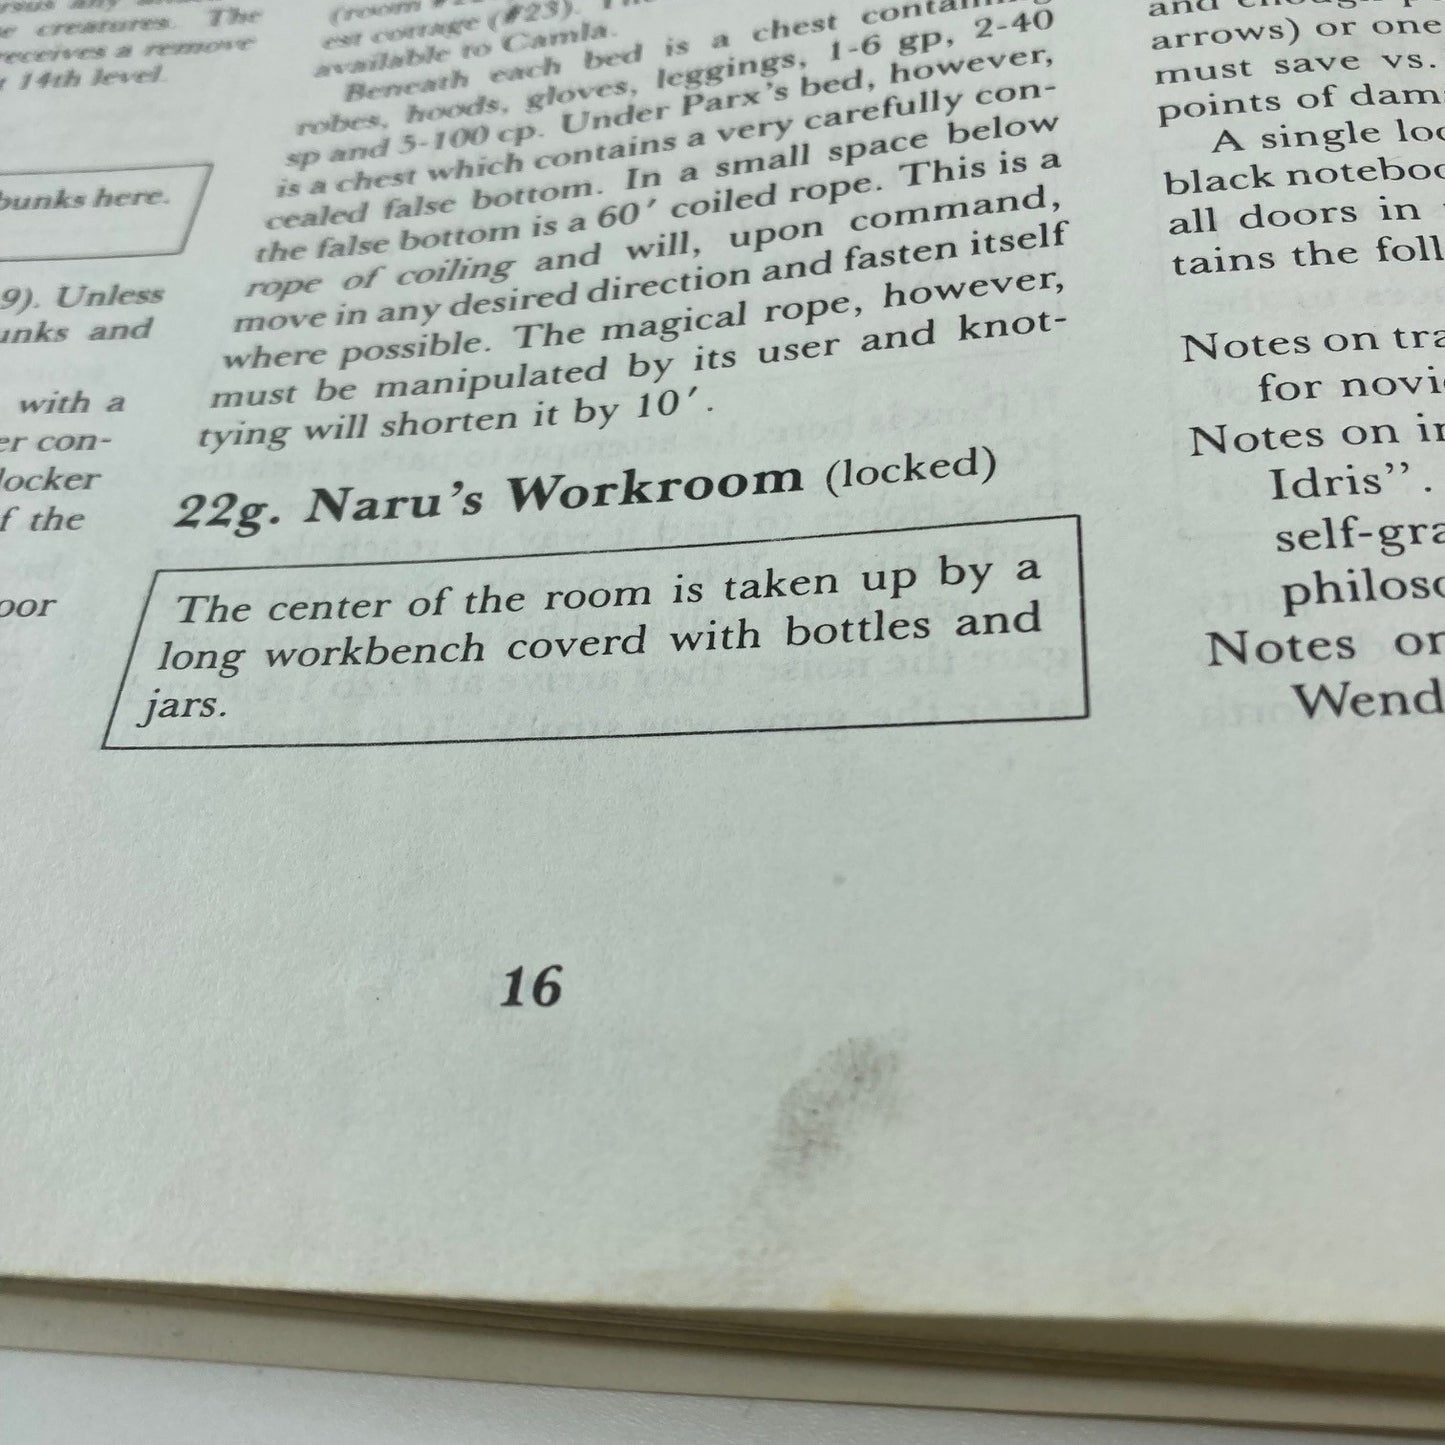 creatures. The
receives a remove
14th level.
bunks here.
9). Unless
unks and
with a
er con-
locker
f the
oor
(room
est cottage (#23).
available to Camla.
Beneath each bed is a chest containing
robes, hoods, gloves, leggings, 1-6 gp, 2-40
sp and 5-100 cp. Under Parx's bed, however,
is a chest which contains a very carefully con-
cealed false bottom. In a small space below
the false bottom is a 60′ coiled rope. This is a
rope of coiling and will, upon command,
move in any desired direction and fasten itself
where possible. The magical rope, however,
must be manipulated by its user and knot-
tying will shorten it by 10′.
22g. Naru's Workroom (locked)
The center of the room is taken up by a
long workbench coverd with bottles and
jars.
16
arrows) or one
must save vs.
points of dam
A single loc
black noteboo
all doors in
tains the foll
Notes on tra
for novi
Notes on in
Idris".
self-gra
philoso
Notes on
Wend